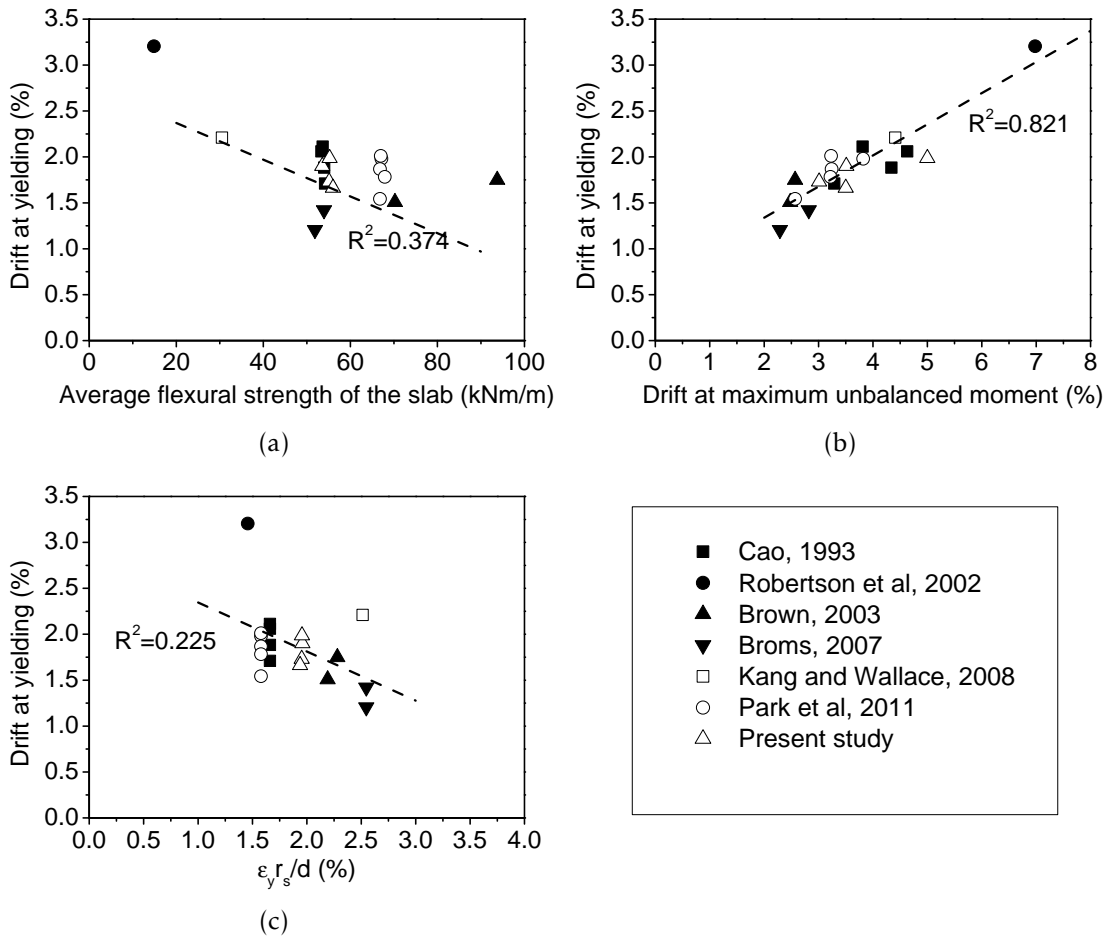 3.5
3.0
2.5
2.0
1.5
1.0
0.5
0.0
Drift at yielding (%)
R²=0.374
0 20 40 60 80 100
Average flexural strength of the slab (kNm/m)
(a)
3.5
3.0
2.5
2.0
1.5
1.0
0.5
0.0
Drift at yielding (%)
R²=0.821
0 1 2 3 4 5 6 7 8
Drift at maximum unbalanced moment (%)
(b)
3.5
3.0
2.5
2.0
1.5
1.0
0.5
0.0
Drift at yielding (%)
R²=0.225
0.0 0.5 1.0 1.5 2.0 2.5 3.0 3.5 4.0
εyrs/d (%)
(c)
Cao, 1993
Robertson et al, 2002
Brown, 2003
Broms, 2007
Kang and Wallace, 2008
Park et al, 2011
Present study